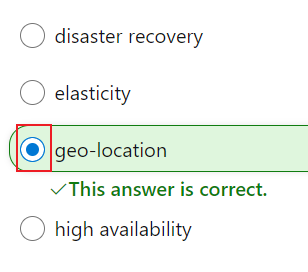 disaster recovery
elasticity
geo-location
This answer is correct.
high availability